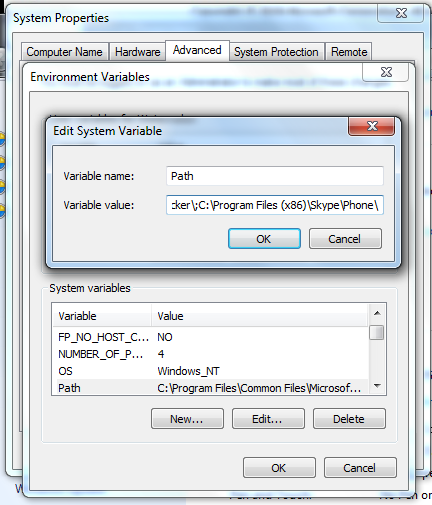 System Properties
Computer Name Hardware Advanced System Protection Remote
Environment Variables
Edit System Variable
Variable name: Path
Variable value: cker\;C:\Program Files (x86)\Skype\Phone\
OK Cancel
System variables
Variable Value
FP_NO_HOST_C... NO
NUMBER_OF_P... 4
OS Windows_NT
Path C:\Program Files\Common Files\Microsof...
New... Edit... Delete
OK Cancel